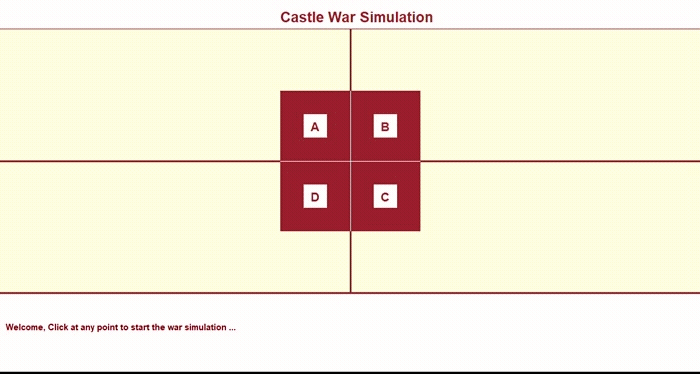 Castle War Simulation
A B
D C
Welcome, Click at any point to start the war simulation ...